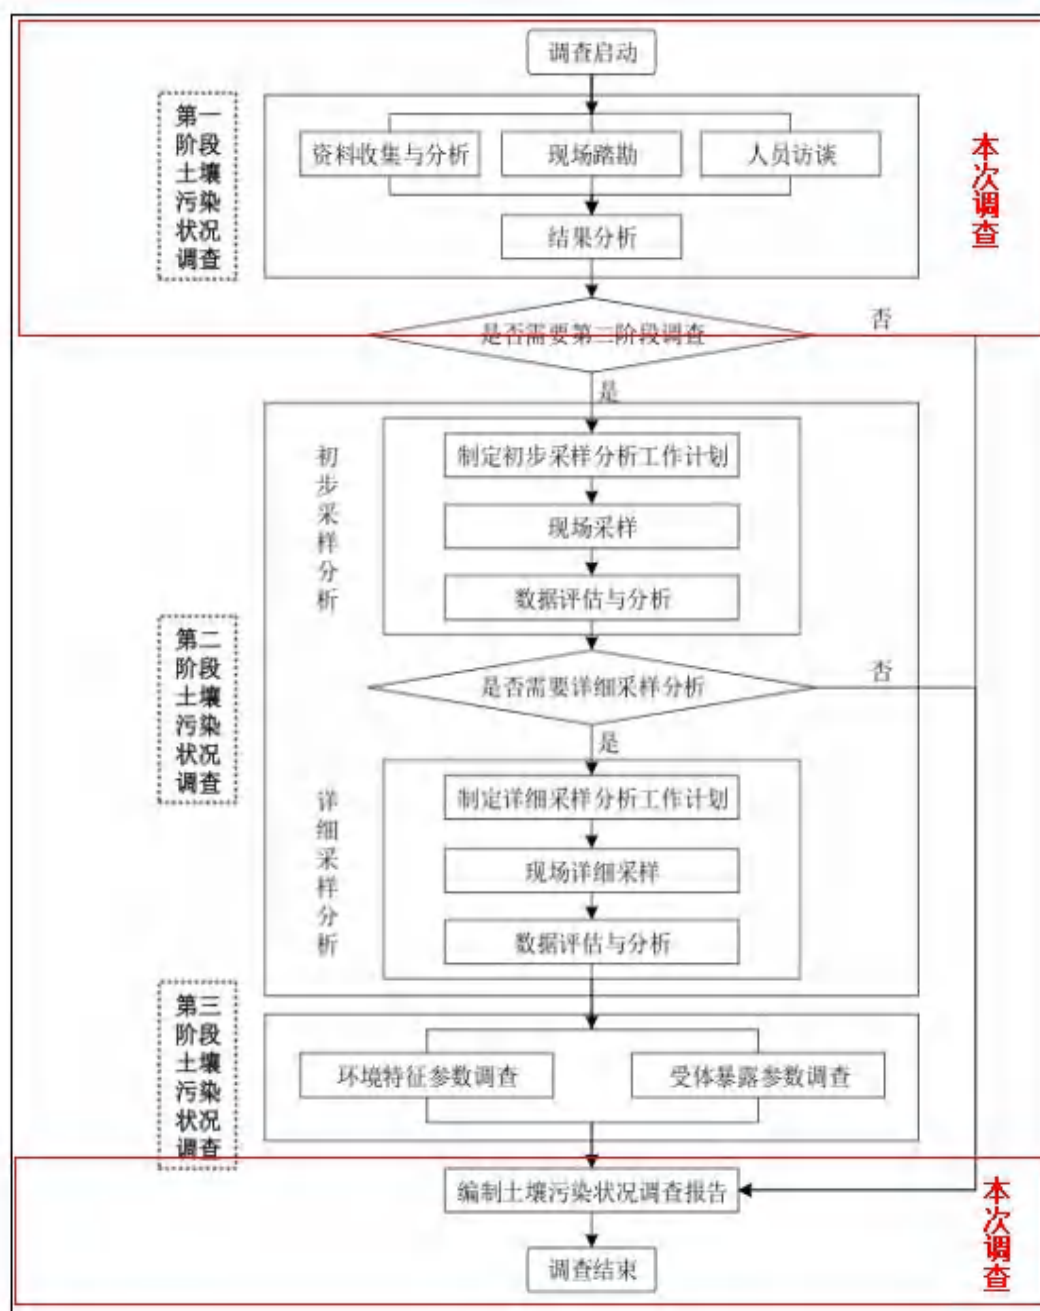 调查启动
第一
阶段
土壤
污染
状况
调查
资料收集与分析
现场踏勘
人员访谈
本次调查
结果分析
是否需要第二阶段调查
否
是
初步采样分析
制定初步采样分析工作计划
现场采样
数据评估与分析
第二
阶段
土壤
污染
状况
调查
是否需要详细采样分析
否
是
详细采样分析
制定详细采样分析工作计划
现场详细采样
数据评估与分析
第三
阶段
土壤
污染
状况
调查
环境特征参数调查
受体暴露参数调查
编制土壤污染状况调查报告
本次调查
调查结束